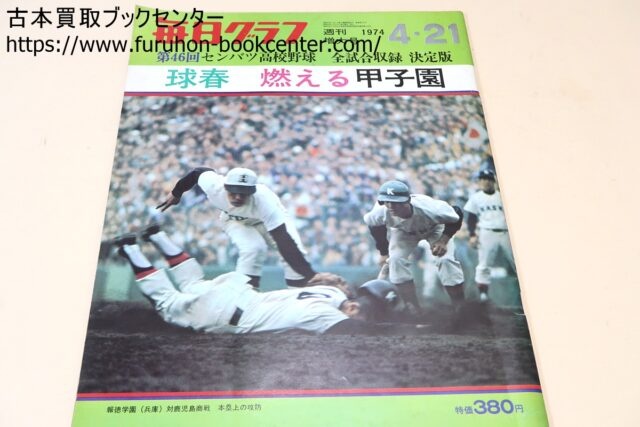 古本買取ブックセンター
https://www.furuhon-bookcenter.com/
毎日グラフ
週刊
1974
4・21
第46回センバツ高校野球 全試合収録 決定版
球春 燃える甲子園
報徳学園(兵庫)対鹿児島商戦 本塁上の攻防
特価380円